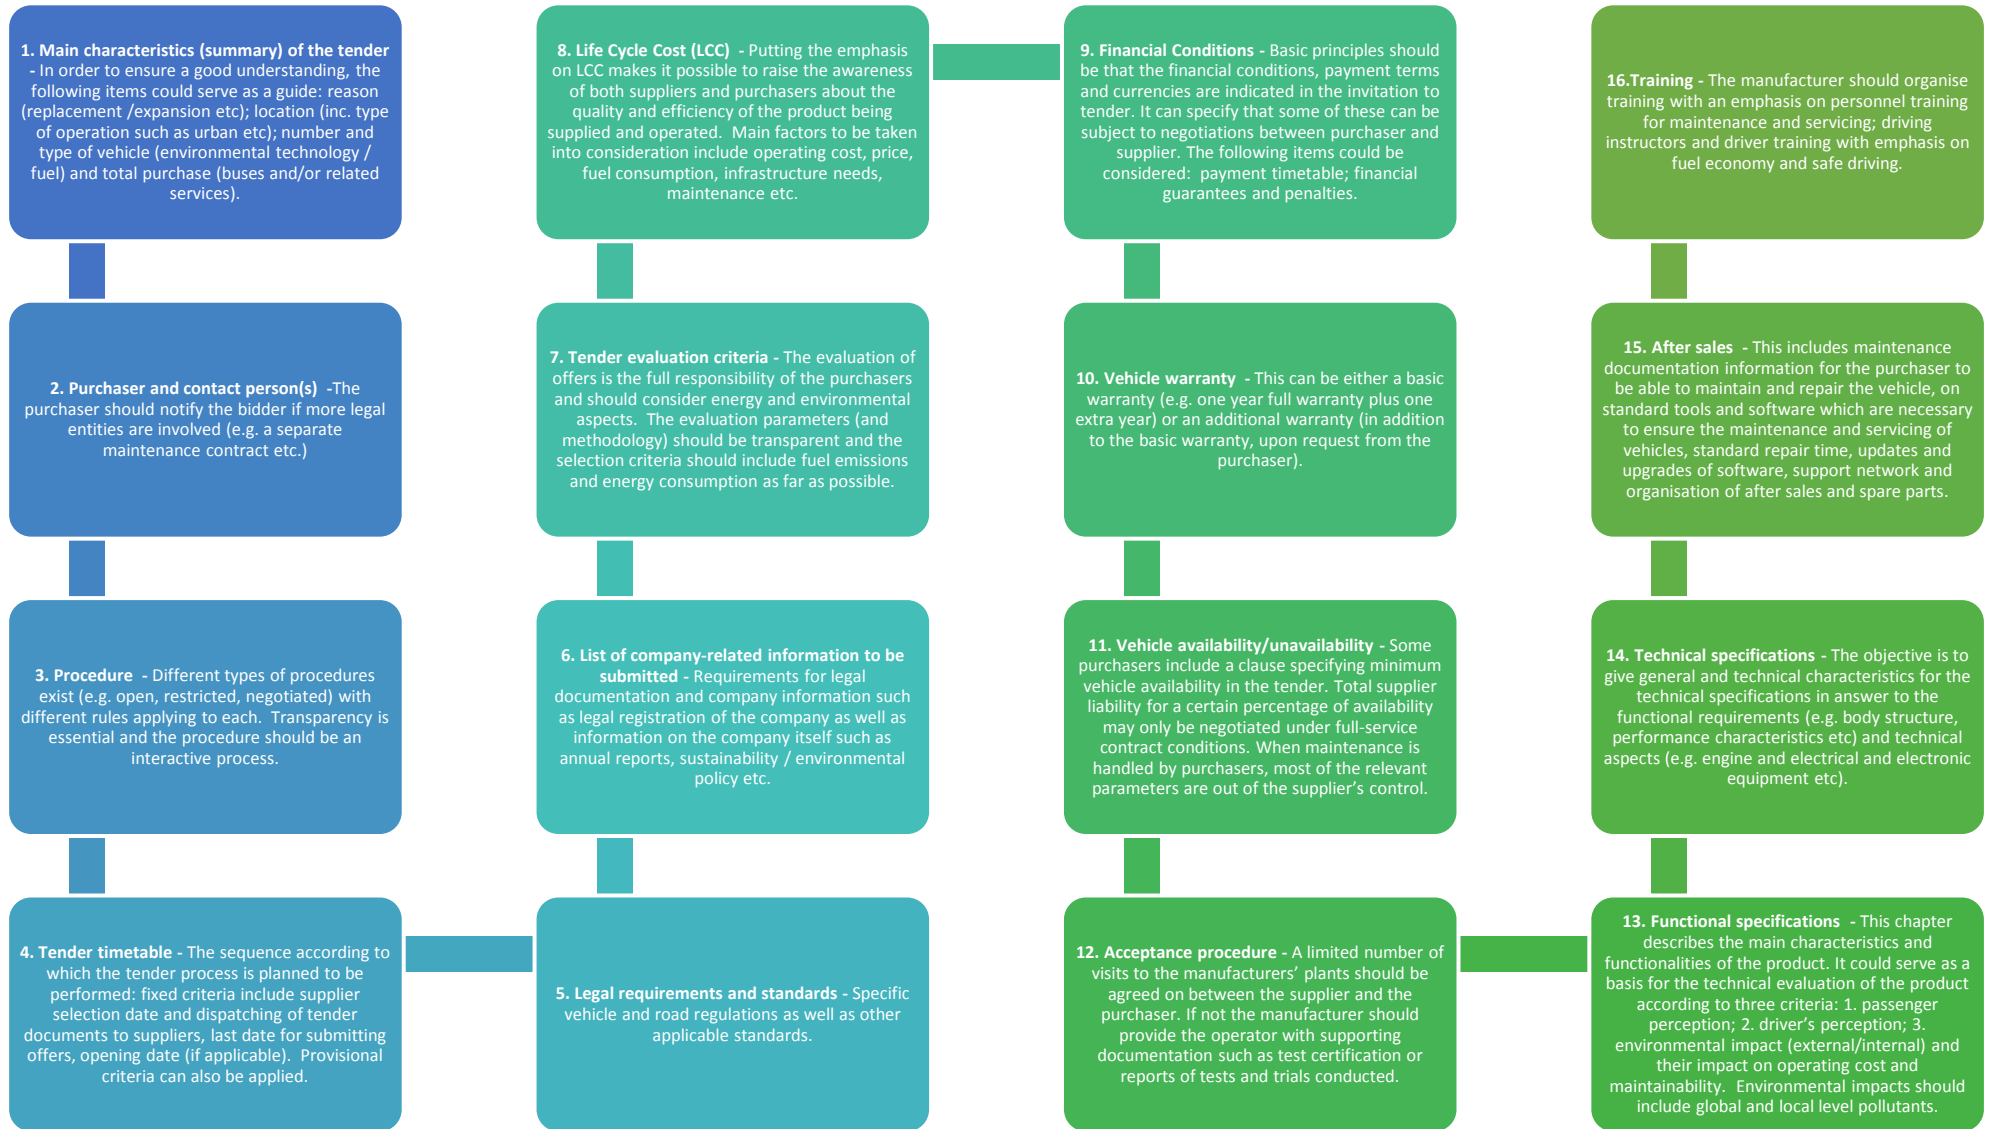 1. Main characteristics (summary) of the tender
- In order to ensure a good understanding, the
following items could serve as a guide: reason
(replacement /expansion etc); location (inc. type
of operation such as urban etc); number and
type of vehicle (environmental technology /
fuel) and total purchase (buses and/or related
services).
2. Purchaser and contact person(s) -The
purchaser should notify the bidder if more legal
entities are involved (e.g. a separate
maintenance contract etc.)
3. Procedure - Different types of procedures
exist (e.g. open, restricted, negotiated) with
different rules applying to each. Transparency is
essential and the procedure should be an
interactive process.
4. Tender timetable - The sequence according to
which the tender process is planned to be
performed: fixed criteria include supplier
selection date and dispatching of tender
documents to suppliers, last date for submitting
offers, opening date (if applicable). Provisional
criteria can also be applied.
5. Legal requirements and standards - Specific
vehicle and road regulations as well as other
applicable standards.
6. List of company-related information to be
submitted - Requirements for legal
documentation and company information such
as legal registration of the company as well as
information on the company itself such as
annual reports, sustainability / environmental
policy etc.
7. Tender evaluation criteria - The evaluation of
offers is the full responsibility of the purchasers
and should consider energy and environmental
aspects. The evaluation parameters (and
methodology) should be transparent and the
selection criteria should include fuel emissions
and energy consumption as far as possible.
8. Life Cycle Cost (LCC) - Putting the emphasis
on LCC makes it possible to raise the awareness
of both suppliers and purchasers about the
quality and efficiency of the product being
supplied and operated. Main factors to be taken
into consideration include operating cost, price,
fuel consumption, infrastructure needs,
maintenance etc.
9. Financial Conditions - Basic principles should
be that the financial conditions, payment terms
and currencies are indicated in the invitation to
tender. It can specify that some of these can be
subject to negotiations between purchaser and
supplier. The following items could be
considered: payment timetable; financial
guarantees and penalties.
10. Vehicle warranty - This can be either a basic
warranty (e.g. one year full warranty plus one
extra year) or an additional warranty (in addition
to the basic warranty, upon request from the
purchaser).
11. Vehicle availability/unavailability - Some
purchasers include a clause specifying minimum
vehicle availability in the tender. Total supplier
liability for a certain percentage of availability
may only be negotiated under full-service
contract conditions. When maintenance is
handled by purchasers, most of the relevant
parameters are out of the supplier’s control.
12. Acceptance procedure - A limited number of
visits to the manufacturers’ plants should be
agreed on between the supplier and the
purchaser. If not the manufacturer should
provide the operator with supporting
documentation such as test certification or
reports of tests and trials conducted.
13. Functional specifications - This chapter
describes the main characteristics and
functionalities of the product. It could serve as a
basis for the technical evaluation of the product
according to three criteria: 1. passenger
perception; 2. driver’s perception; 3.
environmental impact (external/internal) and
their impact on operating cost and
maintainability. Environmental impacts should
include global and local level pollutants.
14. Technical specifications - The objective is to
give general and technical characteristics for the
technical specifications in answer to the
functional requirements (e.g. body structure,
performance characteristics etc) and technical
aspects (e.g. engine and electrical and electronic
equipment etc).
15. After sales - This includes maintenance
documentation information for the purchaser to
be able to maintain and repair the vehicle, on
standard tools and software which are necessary
to ensure the maintenance and servicing of
vehicles, standard repair time, updates and
upgrades of software, support network and
organisation of after sales and spare parts.
16.Training - The manufacturer should organise
training with an emphasis on personnel training
for maintenance and servicing; driving
instructors and driver training with emphasis on
fuel economy and safe driving.